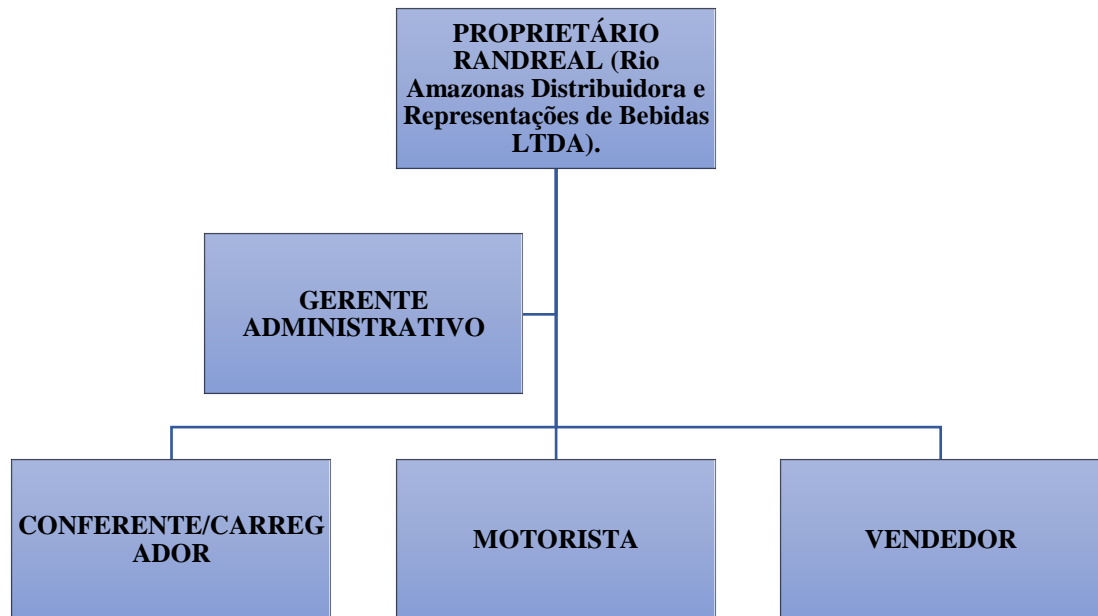 PROPRIETÁRIO
RANDREAL (Rio
Amazonas Distribuidora e
Representações de Bebidas
LTDA).
GERENTE
ADMINISTRATIVO
CONFERENTE/CARREG
ADOR
MOTORISTA
VENDEDOR